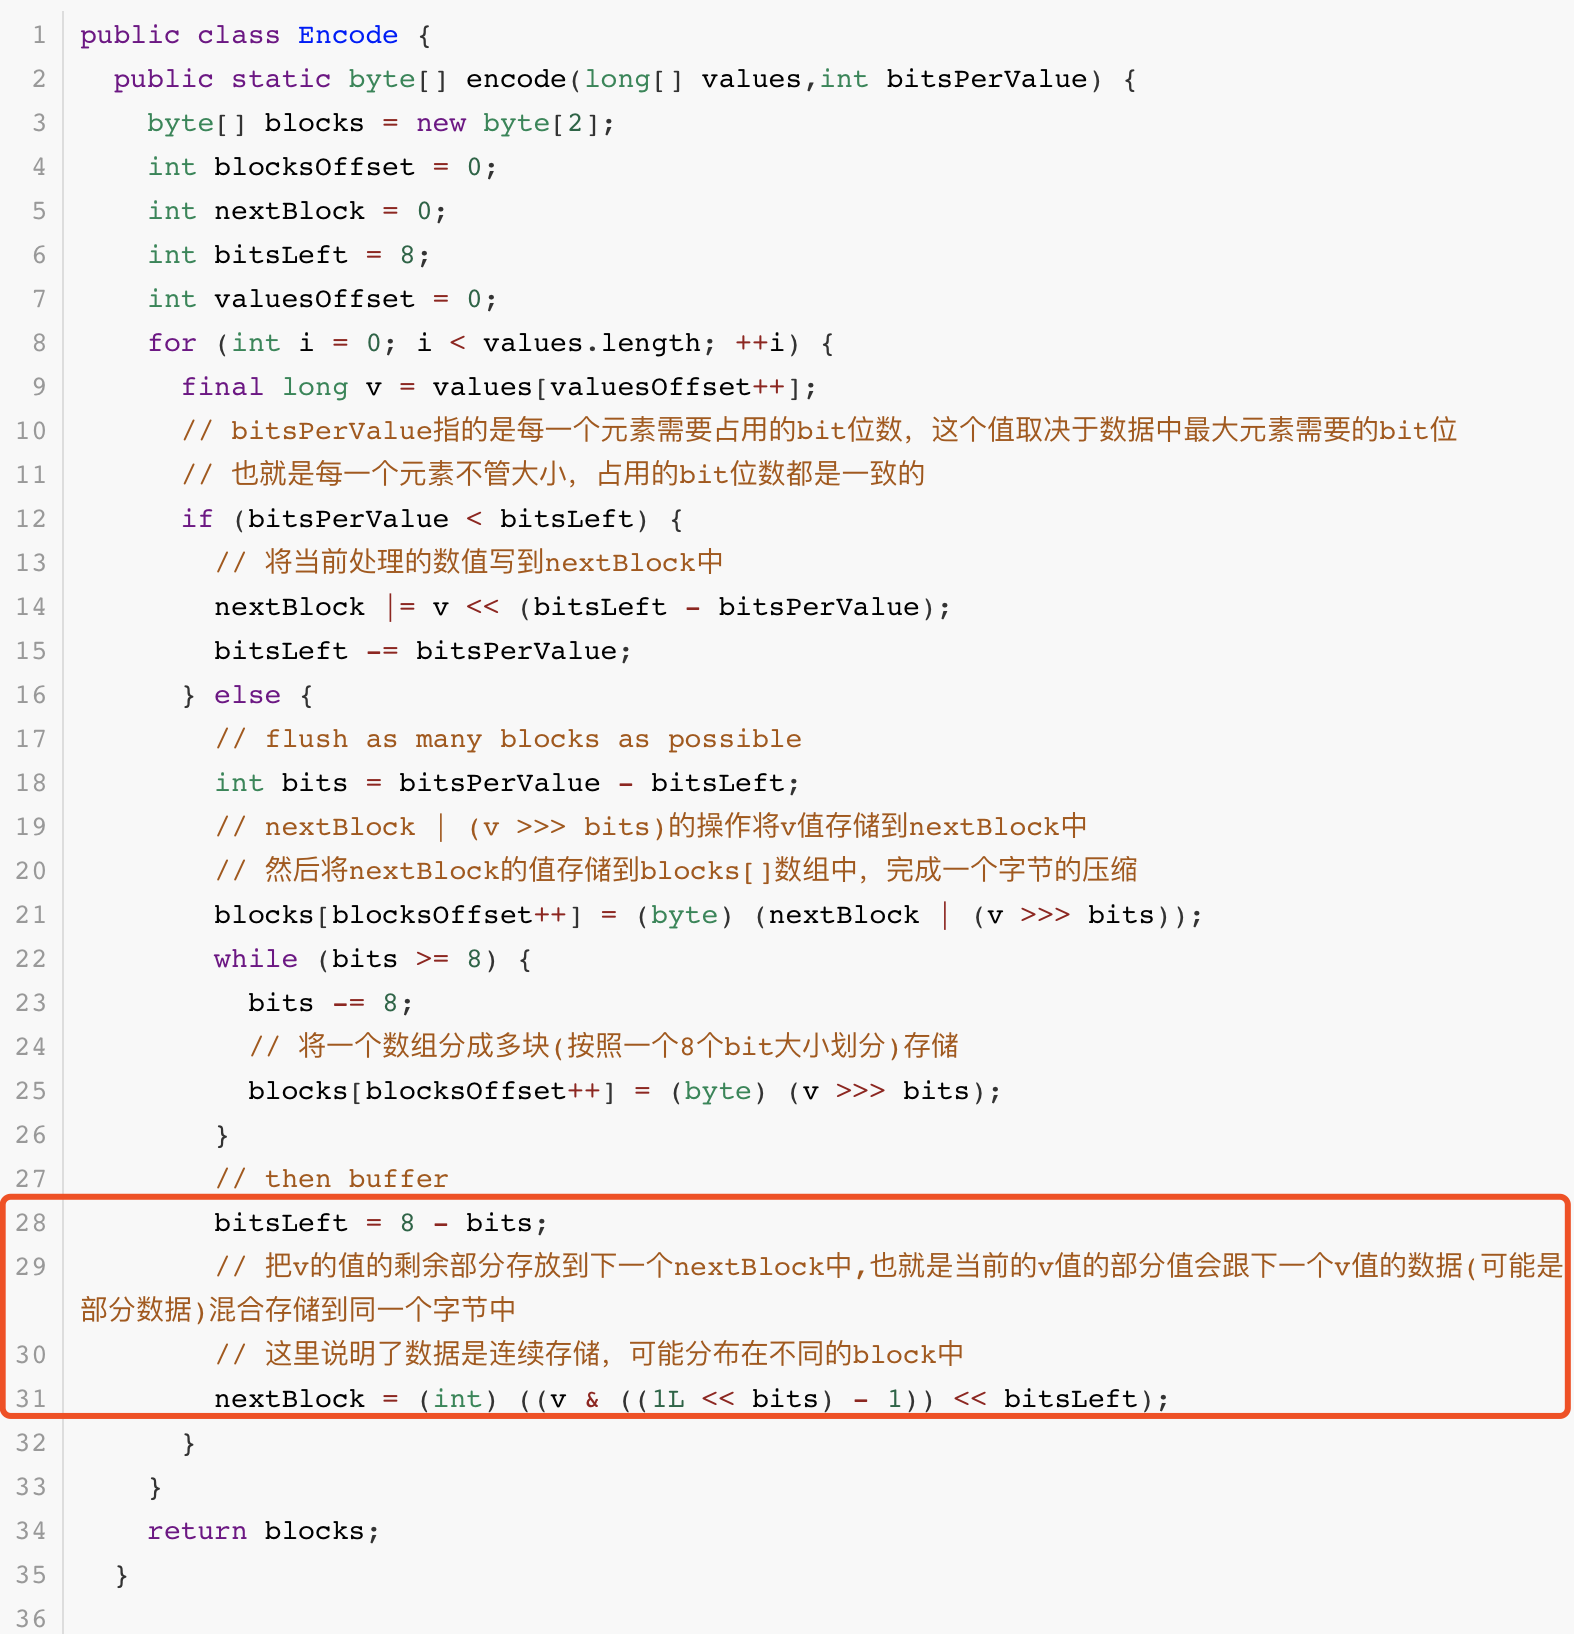 1 public class Encode {
2 public static byte[] encode(long[] values,int bitsPerValue) {
3 byte[] blocks = new byte[2];
4 int blocksOffset = 0;
5 int nextBlock = 0;
6 int bitsLeft = 8;
7 int valuesOffset = 0;
8 for (int i = 0; i < values.length; ++i) {
9 final long v = values[valuesOffset++];
10 // bitsPerValue指的是每一个元素需要占用的bit位数，这个值取决于数据中最大元素需要的bit位
11 // 也就是每一个元素不管大小，占用的bit位数都是一致的
12 if (bitsPerValue < bitsLeft) {
13 // 将当前处理的数值写到nextBlock中
14 nextBlock |= v << (bitsLeft - bitsPerValue);
15 bitsLeft -= bitsPerValue;
16 } else {
17 // flush as many blocks as possible
18 int bits = bitsPerValue - bitsLeft;
19 // nextBlock | (v >>> bits)的操作将v值存储到nextBlock中
20 // 然后将nextBlock的值存储到blocks[]数组中，完成一个字节的压缩
21 blocks[blocksOffset++] = (byte) (nextBlock | (v >>> bits));
22 while (bits >= 8) {
23 bits -= 8;
24 // 将一个数组分成多块(按照一个8个bit大小划分)存储
25 blocks[blocksOffset++] = (byte) (v >>> bits);
26 }
27 // then buffer
28 bitsLeft = 8 - bits;
29 // 把v的值的剩余部分存放到下一个nextBlock中,也就是当前的v值的部分值会跟下一个v值的数据(可能是
部分数据)混合存储到同一个字节中
30 // 这里说明了数据是连续存储，可能分布在不同的block中
31 nextBlock = (int) ((v & ((1L << bits) - 1)) << bitsLeft);
32 }
33 }
34 return blocks;
35 }
36